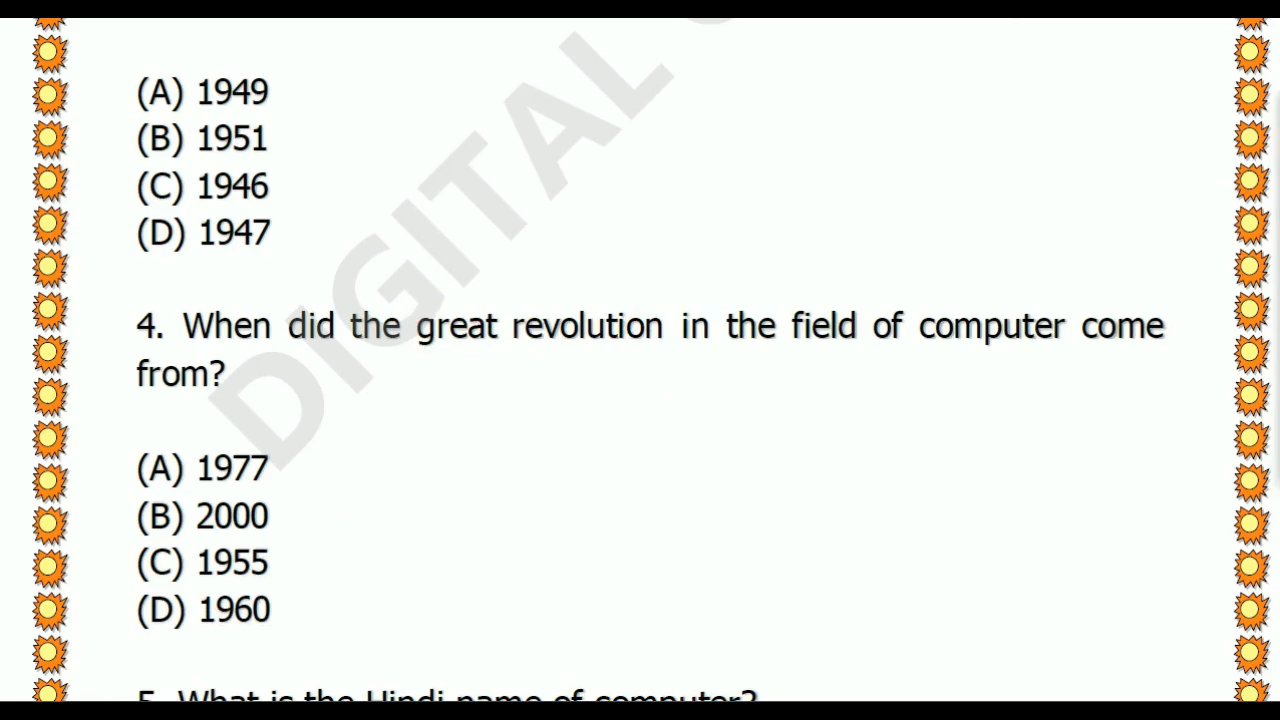 (A) 1949
(B) 1951
(C) 1946
(D) 1947
4. When did the great revolution in the field of computer come
from?
(A) 1977
(B) 2000
(C) 1955
(D) 1960
5. What is the Hindi name of computer?
DIGITAL